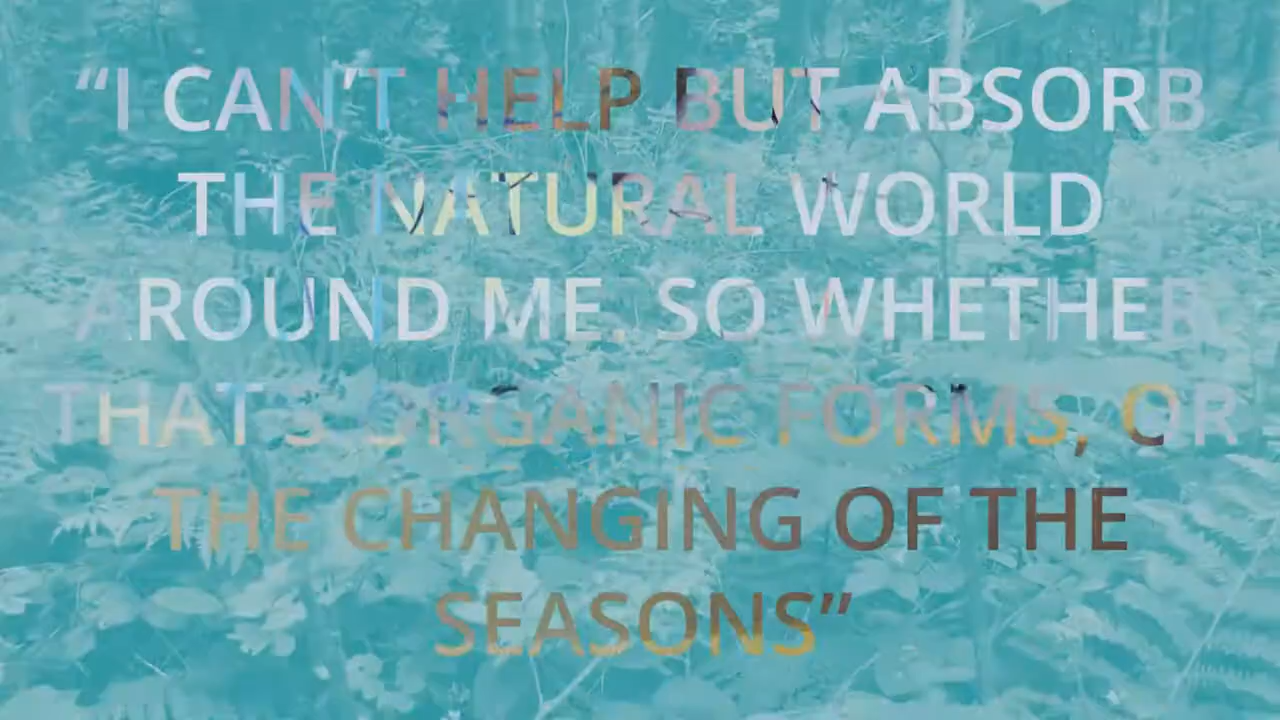 “I CAN’T HELP BUT ABSORB
THE NATURAL WORLD
AROUND ME. SO WHETHER
THAT’S ORGANIC FORMS, OR
THE CHANGING OF THE
SEASONS”